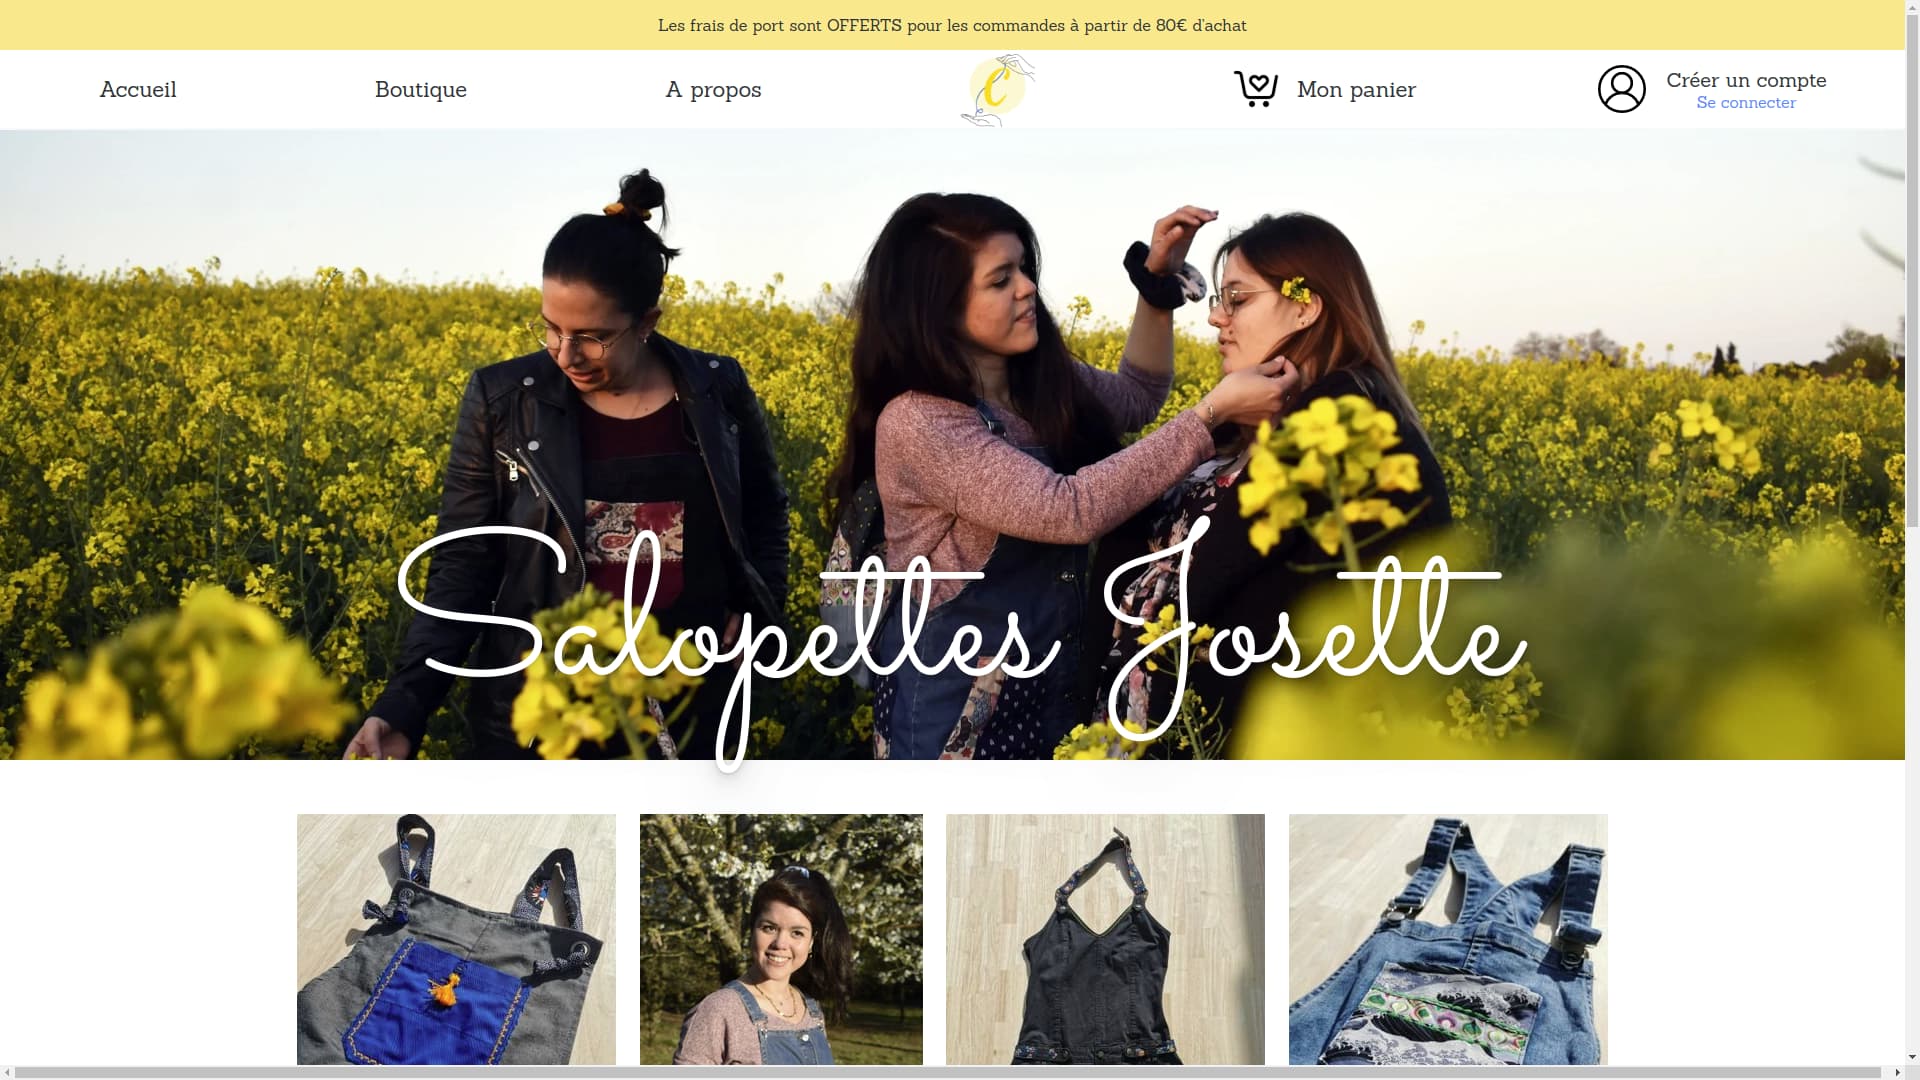 Les frais de port sont OFFERTS pour les commandes à partir de 80€ d'achat
Accueil
Boutique
A propos
C
Mon panier
Créer un compte
Se connecter
Salopettes Josette